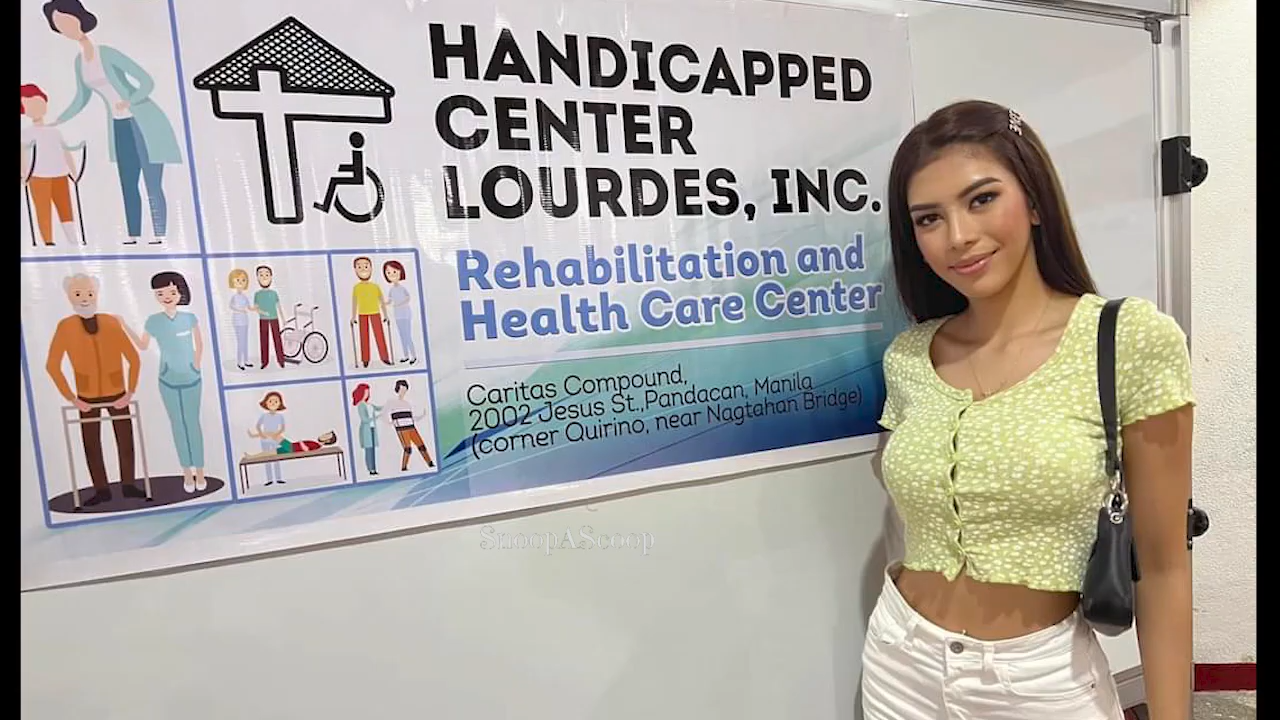 HANDICAPPED
CENTER
LOURDES, INC.
Rehabilitation and
Health Care Center
Caritas Compound,
2002 Jesus St.,Pandacan, Manila
(corner Quirino, near Nagtahan Bridge)
SnoopAScoop